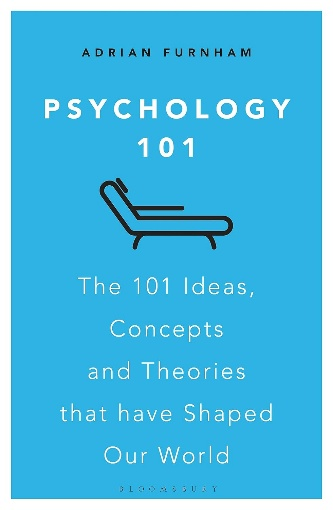 ADRIAN FURNHAM
PSYCHOLOGY
101
The 101 Ideas,
Concepts
and Theories
that have Shaped
Our World
BLOOMSBURY